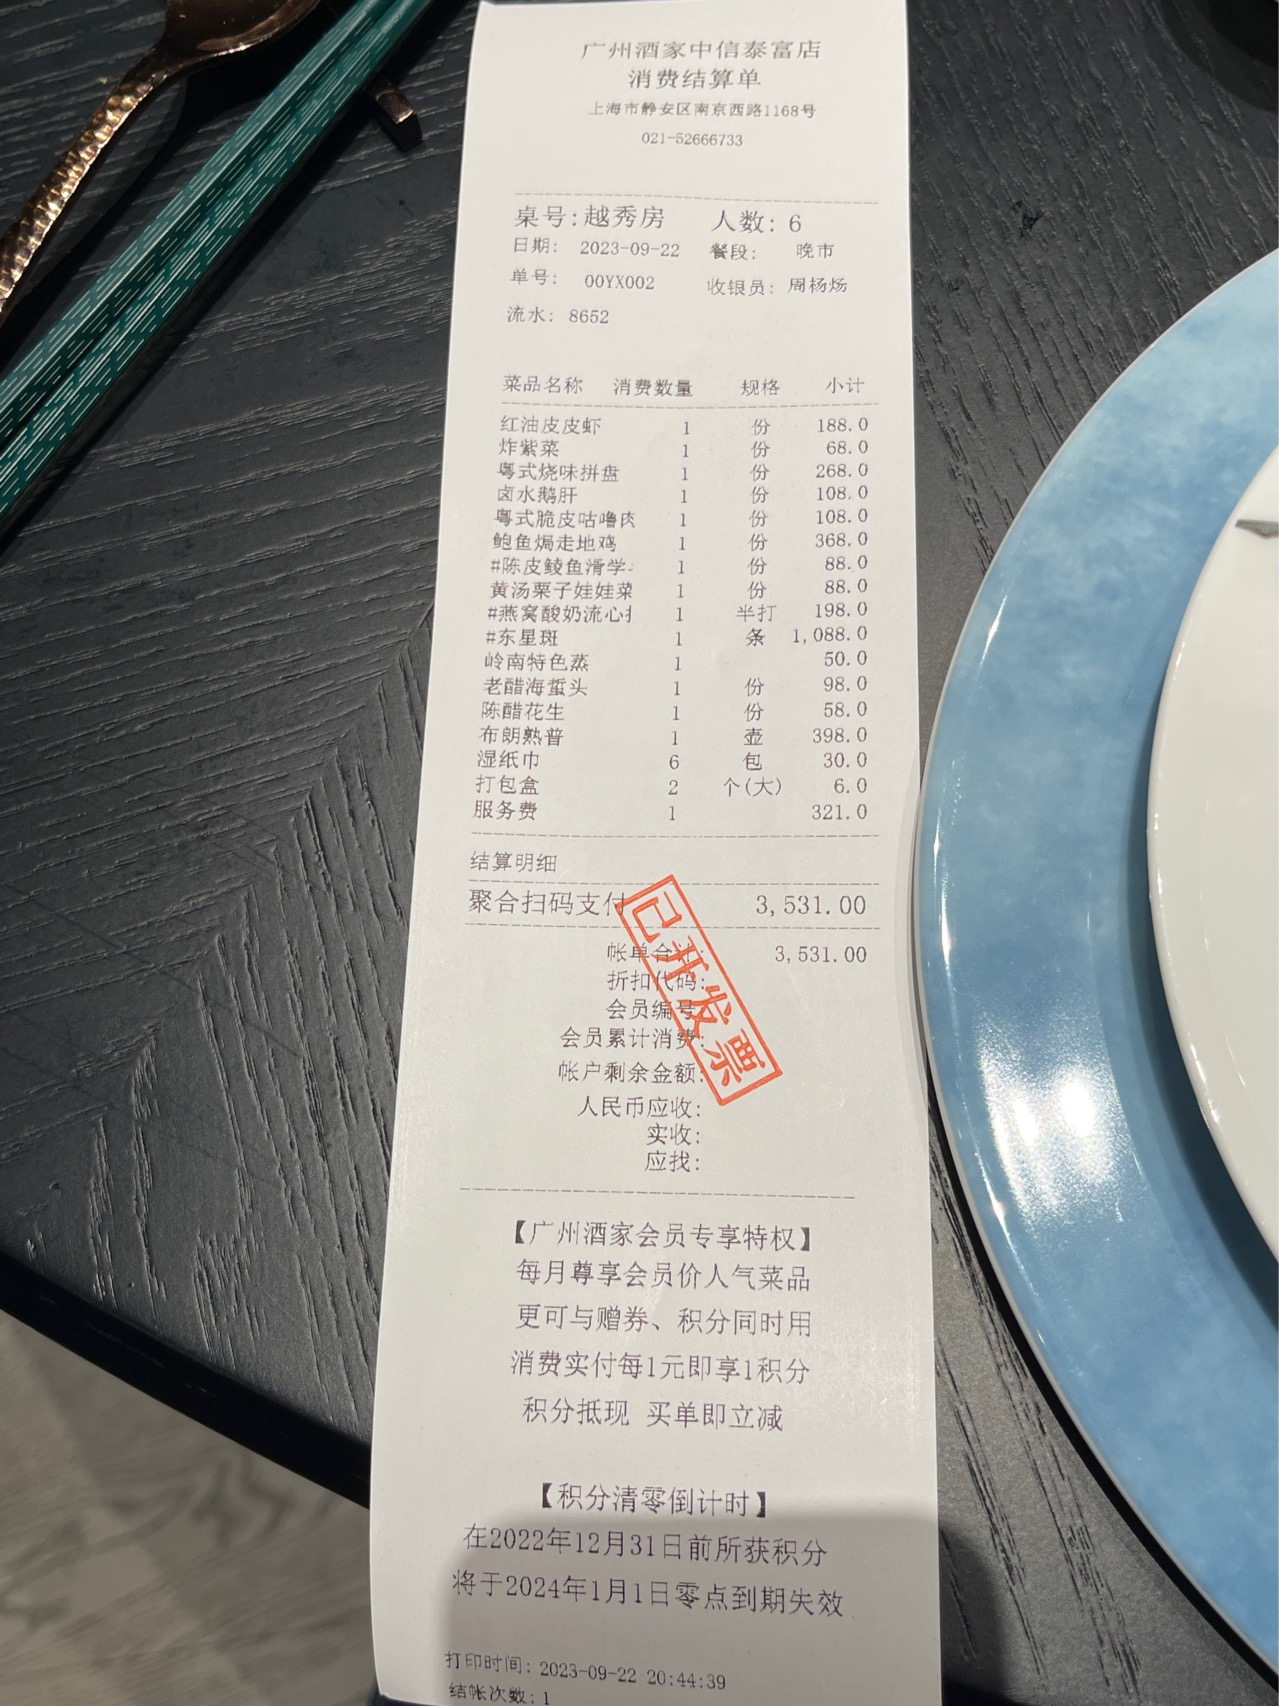 广州酒家中信泰富店
消费结算单
上海市静安区南京西路1168号
021-52666733
桌号:越秀房 人数: 6
日期: 2023-09-22 餐段: 晚市
单号: 00YX002 收银员: 周杨炀
流水: 8652
菜品名称 消费数量 规格 小计
红油皮皮虾 1 份 188.0
炸紫菜 1 份 68.0
粤式烧味拼盘 1 份 268.0
卤水鹅肝 1 份 108.0
粤式脆皮咕噜肉 1 份 108.0
鲍鱼焗走地鸡 1 份 368.0
#陈皮鲮鱼滑学 1 份 88.0
黄汤栗子娃娃菜 1 份 88.0
#燕窝酸奶流心 1 半打 198.0
#东星斑 1 条 1,088.0
岭南特色蒸 1 50.0
老醋海蜇头 1 份 98.0
陈醋花生 1 份 58.0
布朗熟普 1 壶 398.0
湿纸巾 6 包 30.0
打包盒 2 个(大) 6.0
服务费 1 321.0
结算明细
聚合扫码支付 3,531.00
帐单合计: 3,531.00
折扣代码:
会员编号:
会员累计消费:
帐户剩余金额:
人民币应收:
实收:
应找:
已开发票
【广州酒家会员专享特权】
每月尊享会员价人气菜品
更可与赠券、积分同时用
消费实付每1元即享1积分
积分抵现 买单即立减
【积分清零倒计时】
在2022年12月31日前所获积分
将于2024年1月1日零点到期失效
打印时间: 2023-09-22 20:44:39
结帐次数: 1